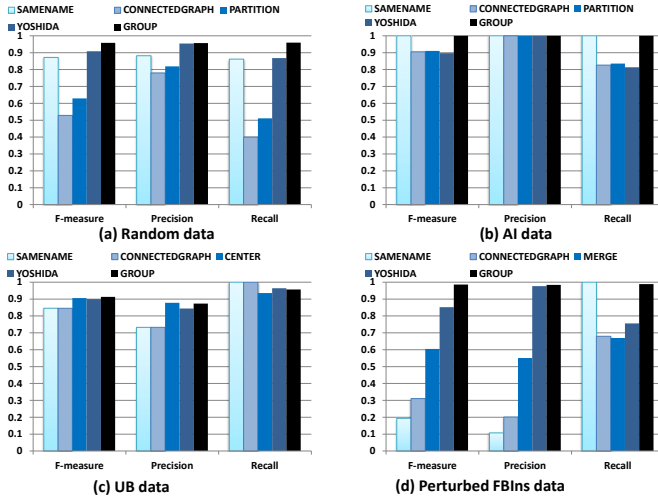 SAMENAME CONNECTEDGRAPH PARTITION
YOSHIDA GROUP
1
0.9
0.8
0.7
0.6
0.5
0.4
0.3
0.2
0.1
0
F-measure Precision Recall
(a) Random data
SAMENAME CONNECTEDGRAPH PARTITION
YOSHIDA GROUP
1
0.9
0.8
0.7
0.6
0.5
0.4
0.3
0.2
0.1
0
F-measure Precision Recall
(b) AI data
SAMENAME CONNECTEDGRAPH CENTER
YOSHIDA GROUP
1
0.9
0.8
0.7
0.6
0.5
0.4
0.3
0.2
0.1
0
F-measure Precision Recall
(c) UB data
SAMENAME CONNECTEDGRAPH MERGE
YOSHIDA GROUP
1
0.9
0.8
0.7
0.6
0.5
0.4
0.3
0.2
0.1
0
F-measure Precision Recall
(d) Perturbed FBIns data